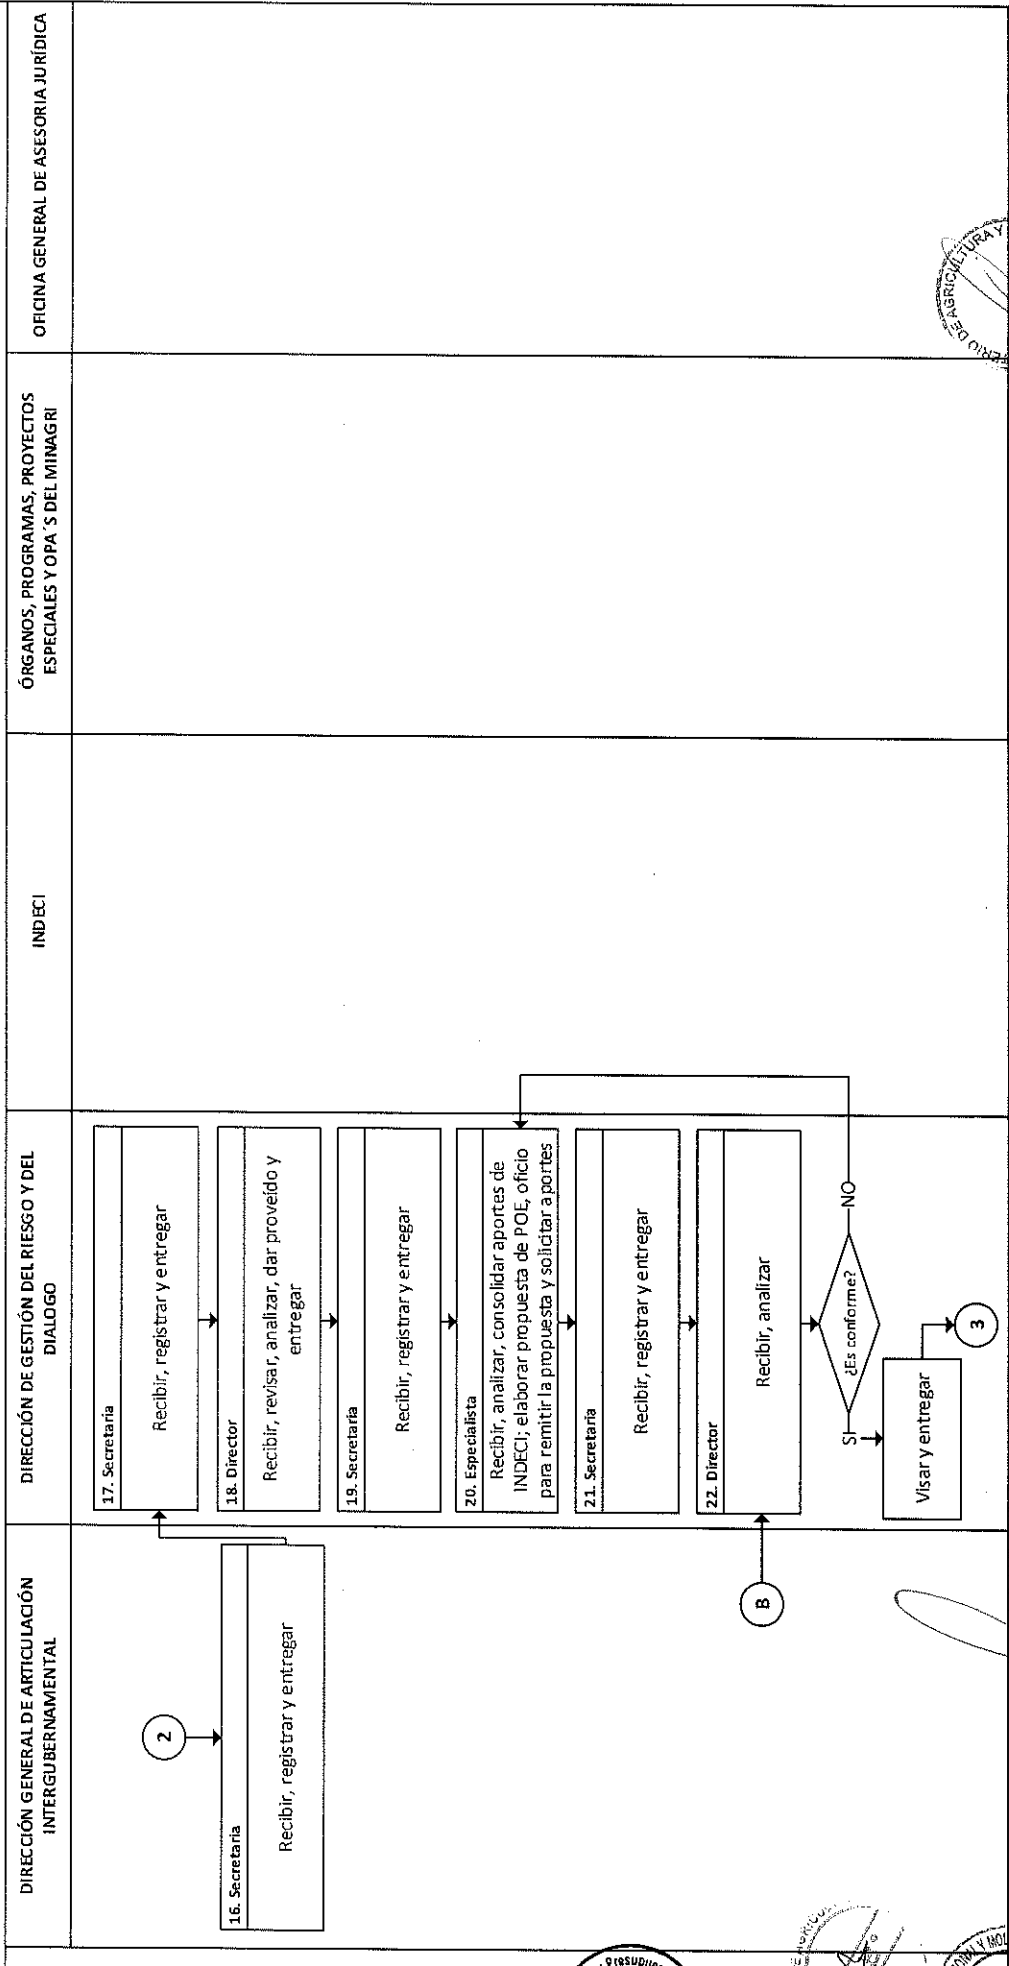 DIRECCIÓN GENERAL DE ARTICULACIÓN
INTERGUBERNAMENTAL
DIRECCIÓN DE GESTIÓN DEL RIESGO Y DEL
DIALOGO
INDECI
ÓRGANOS, PROGRAMAS, PROYECTOS
ESPECIALES Y OPA´S DEL MINAGRI
OFICINA GENERAL DE ASESORIA JURÍDICA
2
16. Secretaria
Recibir, registrar y entregar
17. Secretaria
Recibir, registrar y entregar
18. Director
Recibir, revisar, analizar, dar proveído y
entregar
19. Secretaria
Recibir, registrar y entregar
20. Especialista
Recibir, analizar, consolidar aportes de
INDECI; elaborar propuesta de POE, oficio
para remitir la propuesta y solicitar aportes
21. Secretaria
Recibir, registrar y entregar
B
22. Director
Recibir, analizar
¿Es conforme?
NO
SI
Visar y entregar
3
DE AGRICULTURA Y